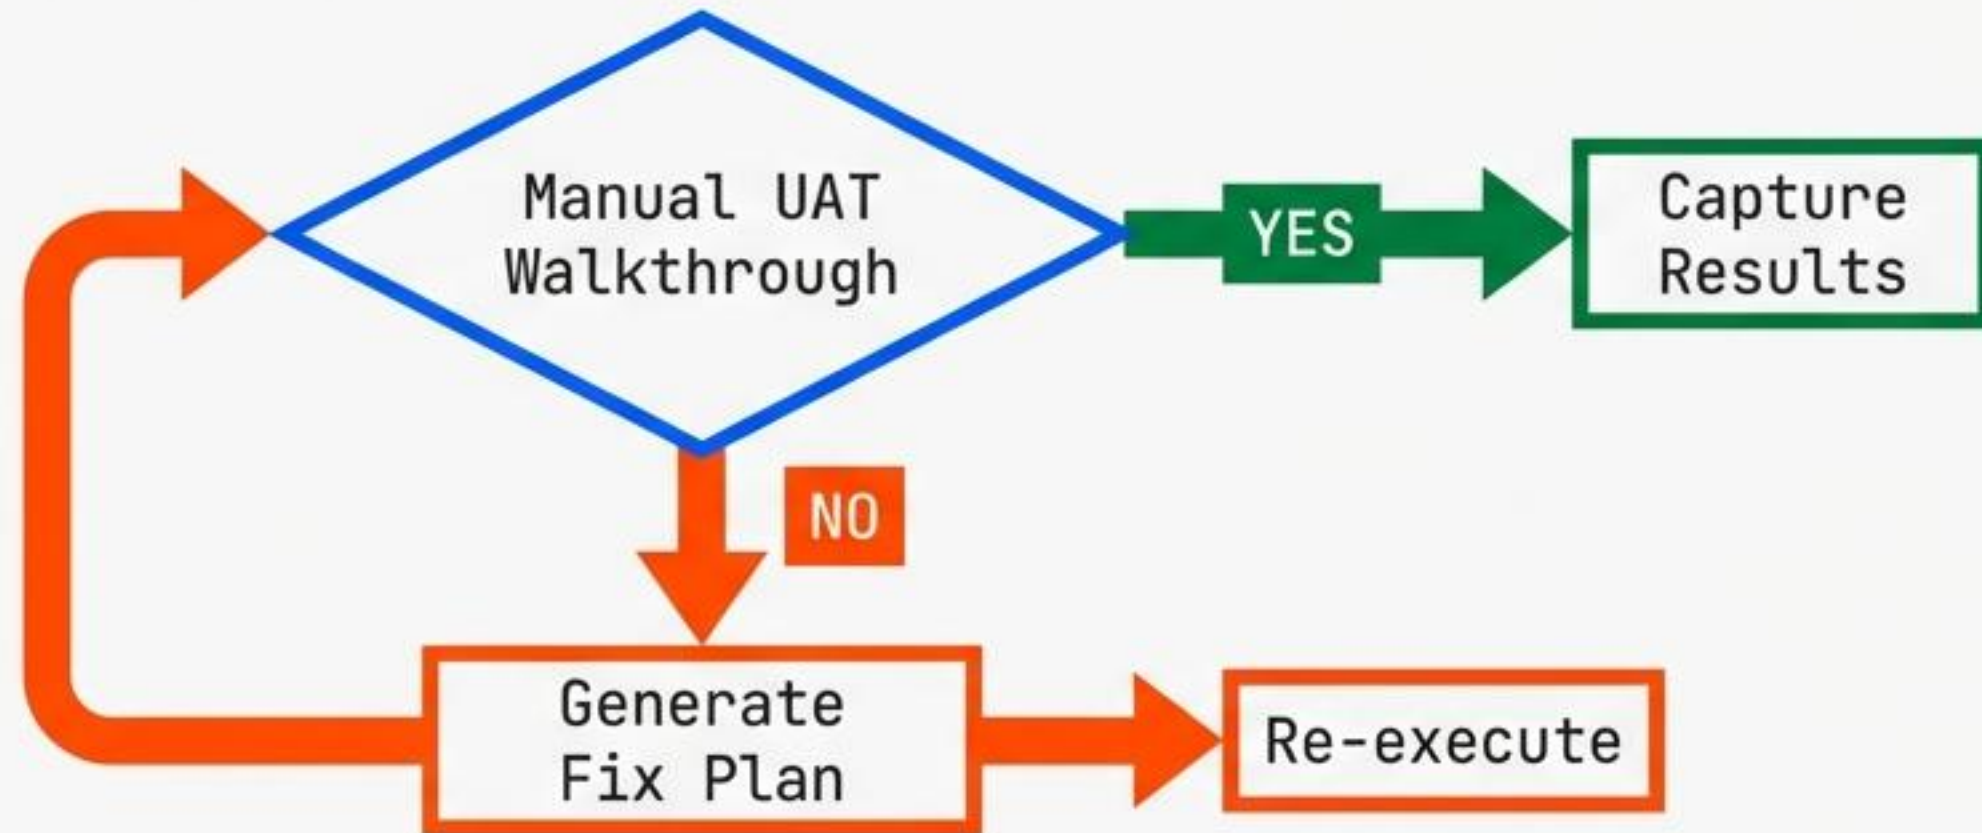 Manual UAT
Walkthrough
YES
Capture
Results
NO
Generate
Fix Plan
Re-execute